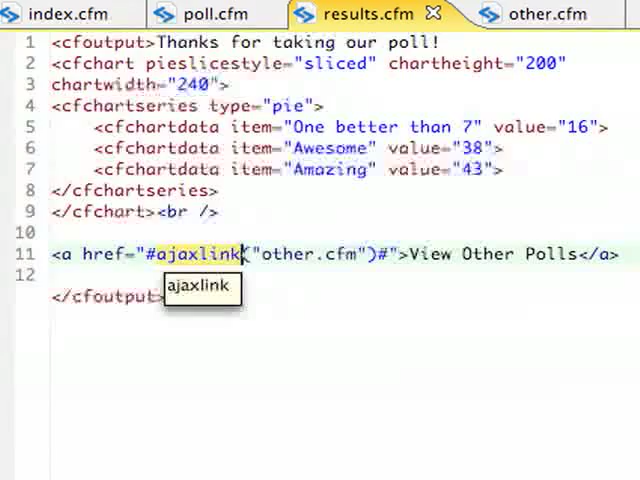 index.cfm poll.cfm results.cfm other.cfm
1 <cfoutput>Thanks for taking our poll!
2 <cfchart pieslicestyle="sliced" chartheight="200"
chartwidth="240">
3
4 <cfchartseries type="pie">
5 <cfchartdata item="One better than 7" value="16">
6 <cfchartdata item="Awesome" value="38">
7 <cfchartdata item="Amazing" value="43">
8 </cfchartseries>
9 </cfchart><br />
10
11 <a href="#ajaxlink("other.cfm")#">View Other Polls</a>
12
ajaxlink
</cfoutput>